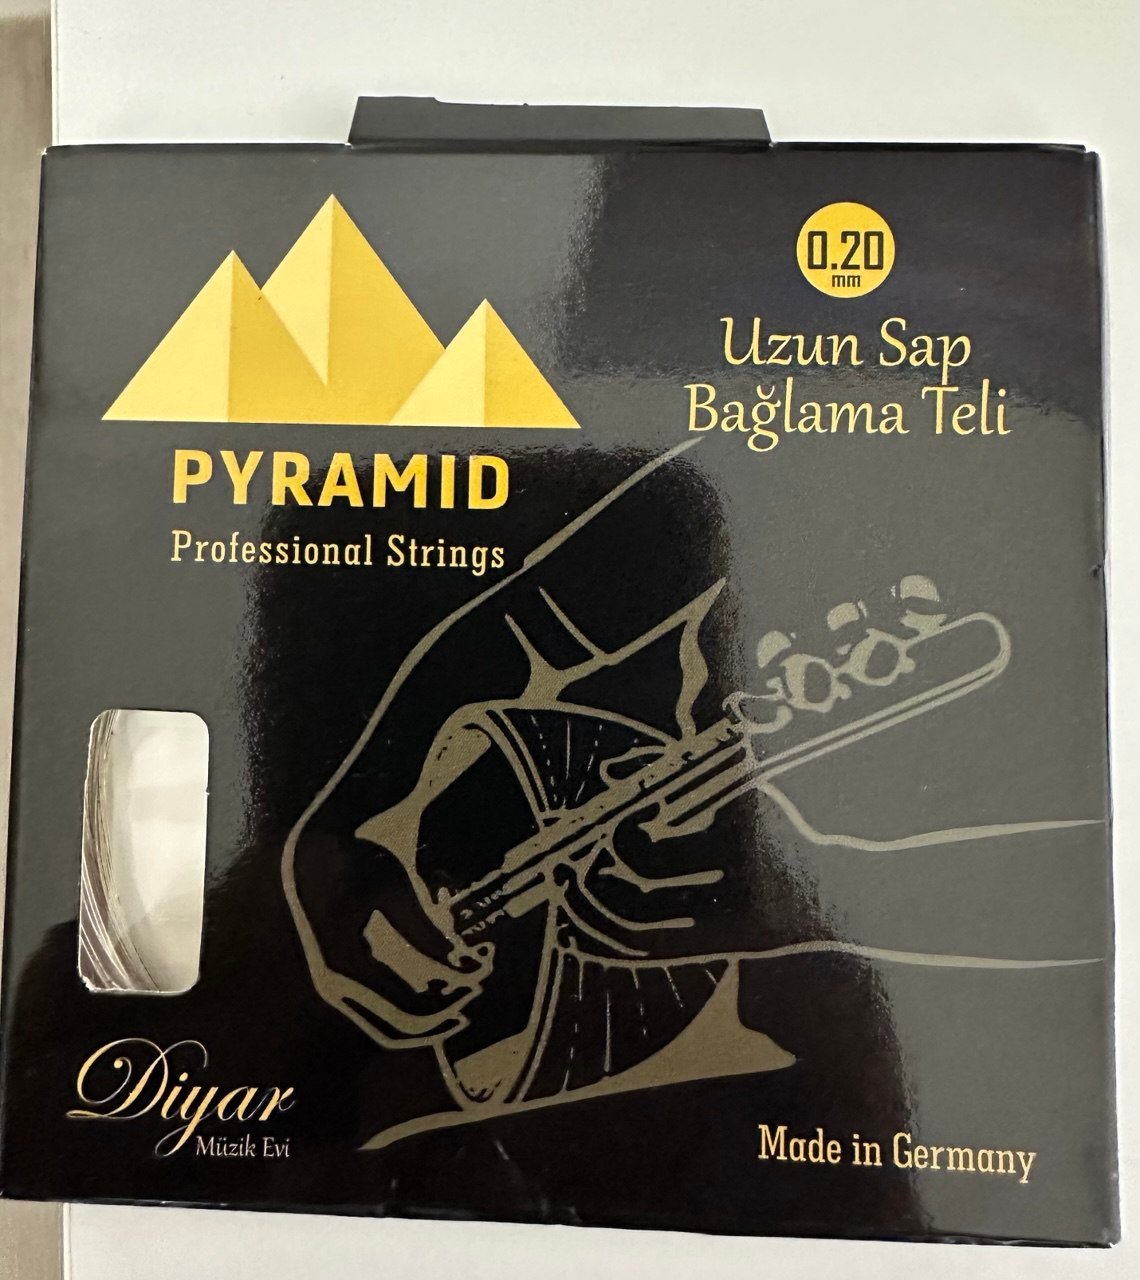 0.20
mm
Uzun Sap
Bağlama Teli
PYRAMID
Professional Strings
Diyar
Müzik Evi
Made in Germany